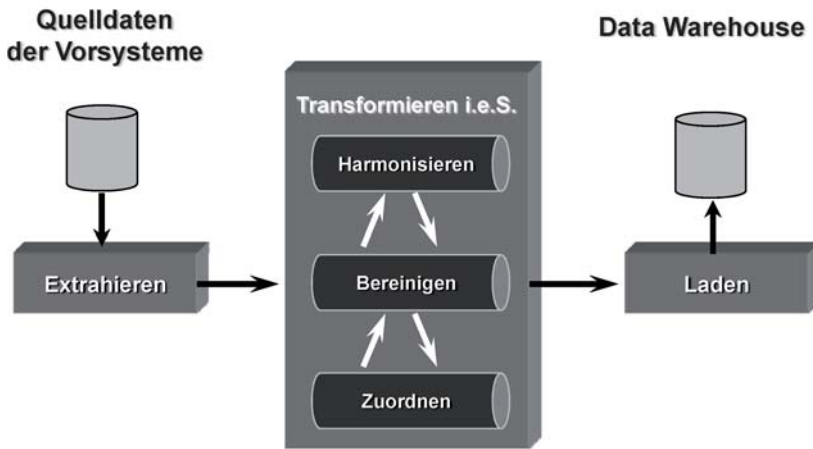 Quelldaten
der Vorsysteme
Data Warehouse
Transformieren i.e.S.
Harmonisieren
Extrahieren
Bereinigen
Laden
Zuordnen